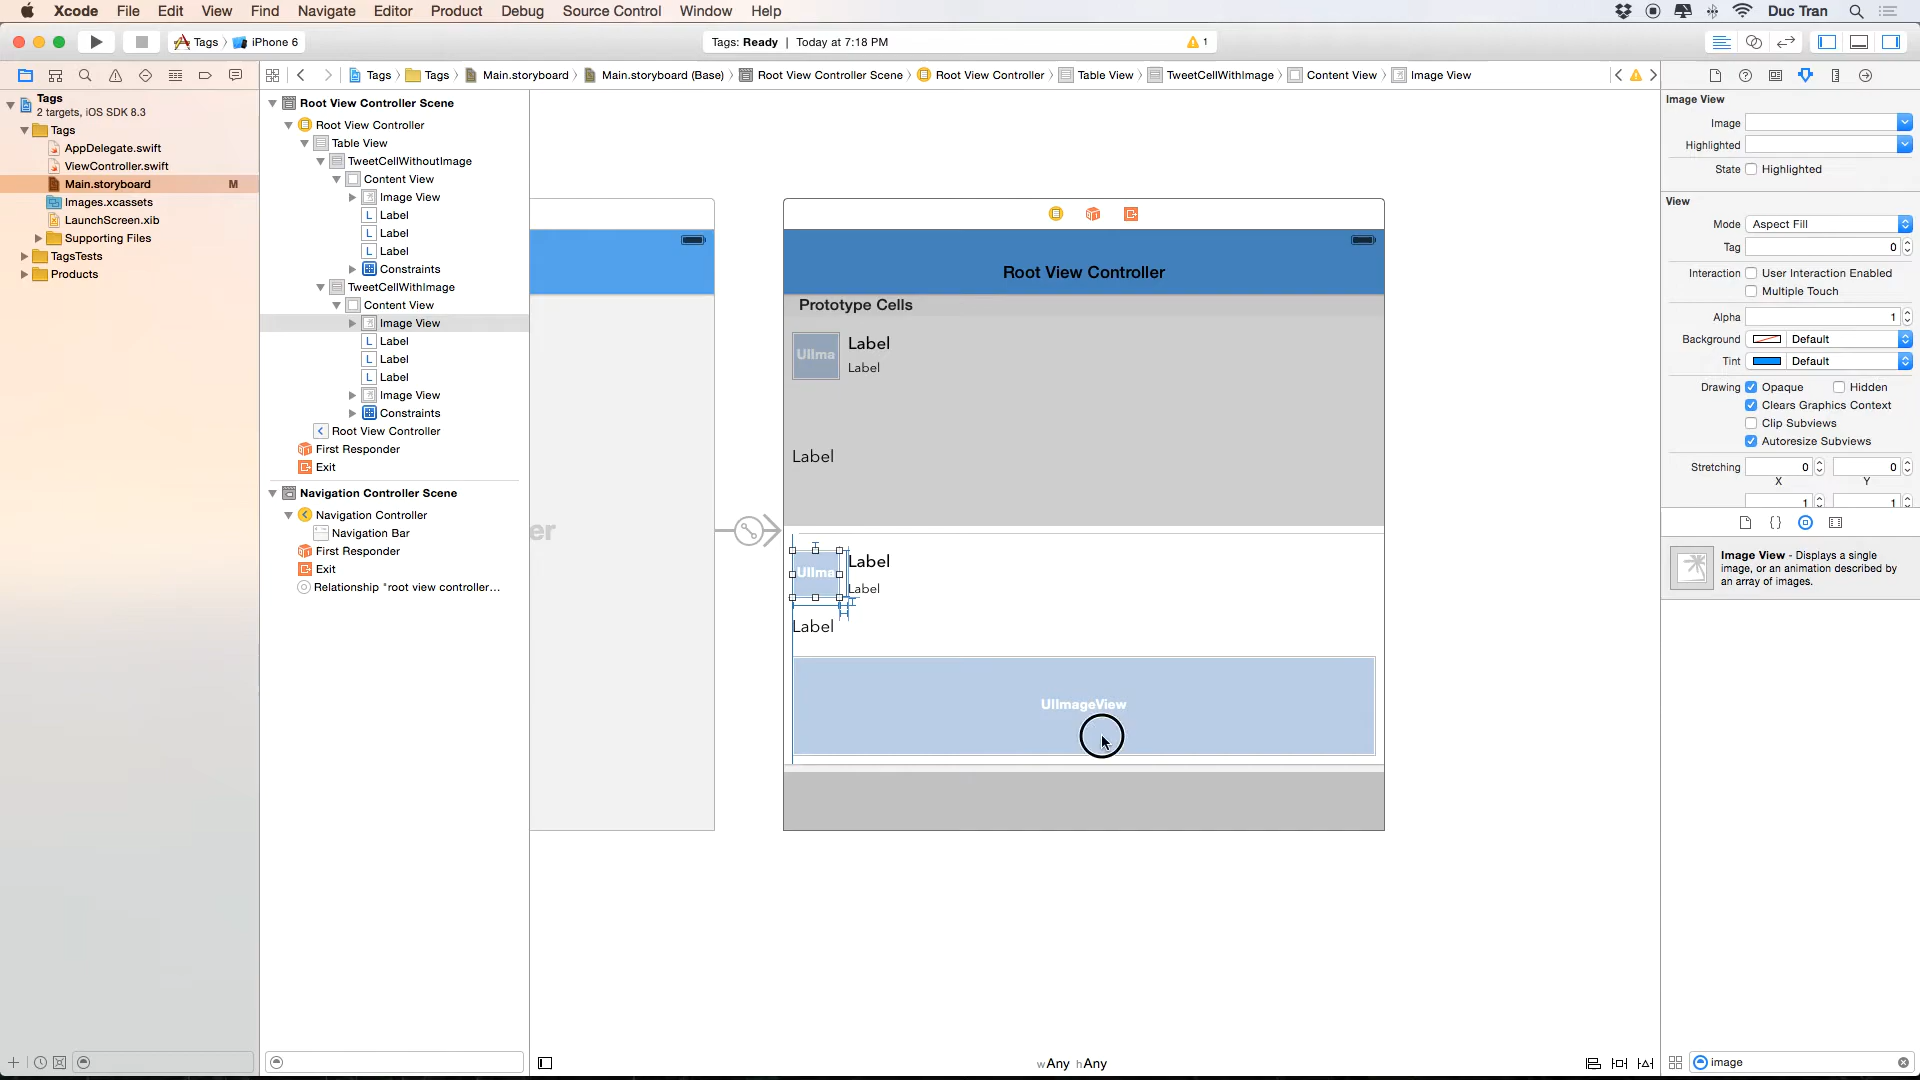 Xcode File Edit View Find Navigate Editor Product Debug Source Control Window Help Duc Tran
Tags iPhone 6 Tags: Ready | Today at 7:18 PM 1
Tags Tags Main.storyboard Main.storyboard (Base) Root View Controller Scene Root View Controller Table View TweetCellWithImage Content View Image View
Tags
2 targets, iOS SDK 8.3
Tags
AppDelegate.swift
ViewController.swift
Main.storyboard M
Images.xcassets
LaunchScreen.xib
Supporting Files
TagsTests
Products
Root View Controller Scene
Root View Controller
Table View
TweetCellWithoutImage
Content View
Image View
Label
Label
Label
Constraints
TweetCellWithImage
Content View
Image View
Label
Label
Label
Image View
Constraints
Root View Controller
First Responder
Exit
Navigation Controller Scene
Navigation Controller
Navigation Bar
First Responder
Exit
Relationship "root view controller...
er
Root View Controller
Prototype Cells
UIIma
Label
Label
Label
UIIma
Label
Label
Label
UIImageView
wAny hAny
Image View
Image
Highlighted
State Highlighted
View
Mode Aspect Fill
Tag 0
Interaction User Interaction Enabled
Multiple Touch
Alpha 1
Background Default
Tint Default
Drawing Opaque Hidden
Clears Graphics Context
Clip Subviews
Autoresize Subviews
Stretching 0 0
X Y
1 1
Image View - Displays a single
image, or an animation described by
an array of images.
image